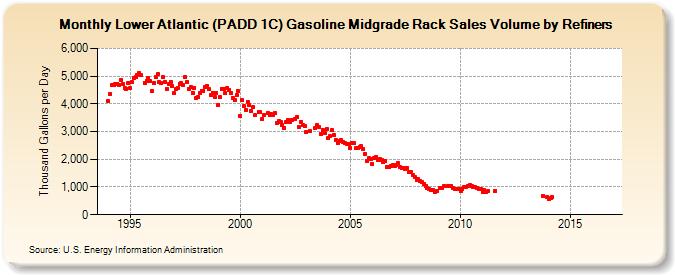 Monthly Lower Atlantic (PADD 1C) Gasoline Midgrade Rack Sales Volume by Refiners
Thousand Gallons per Day
6,000
5,000
4,000
3,000
2,000
1,000
0
1995 2000 2005 2010 2015
Source: U.S. Energy Information Administration